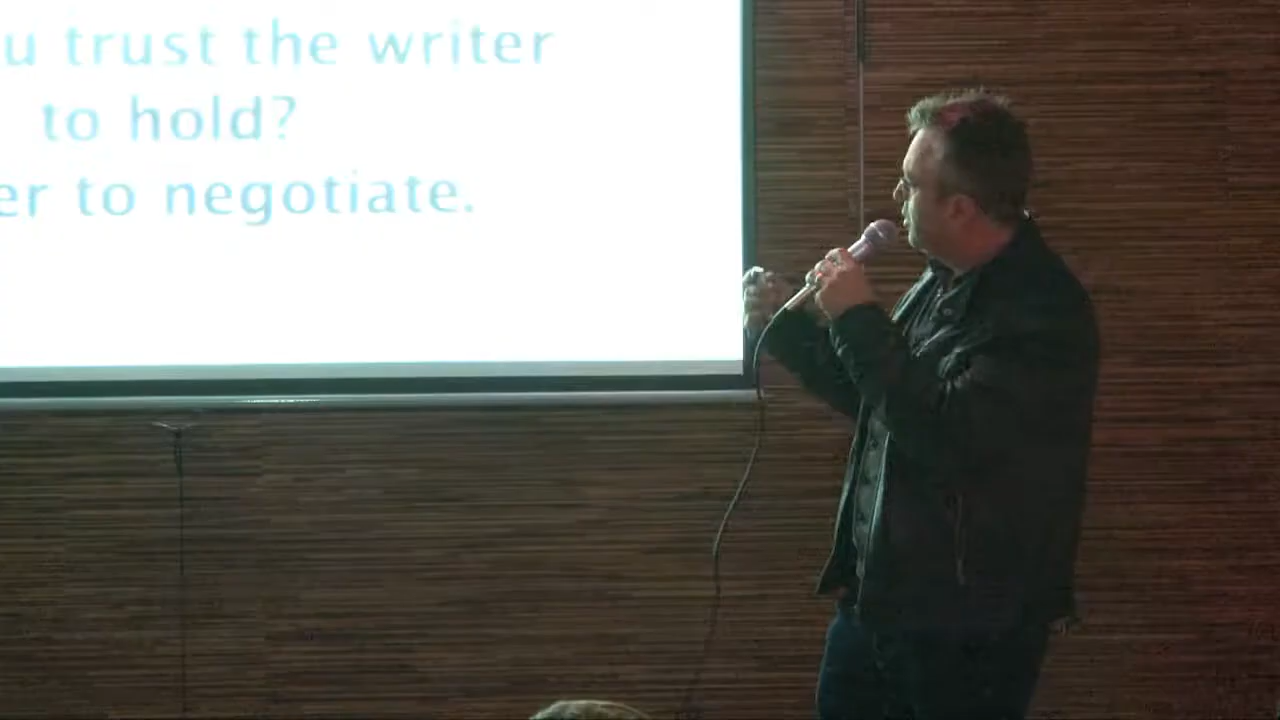 u trust the writer
to hold?
er to negotiate.